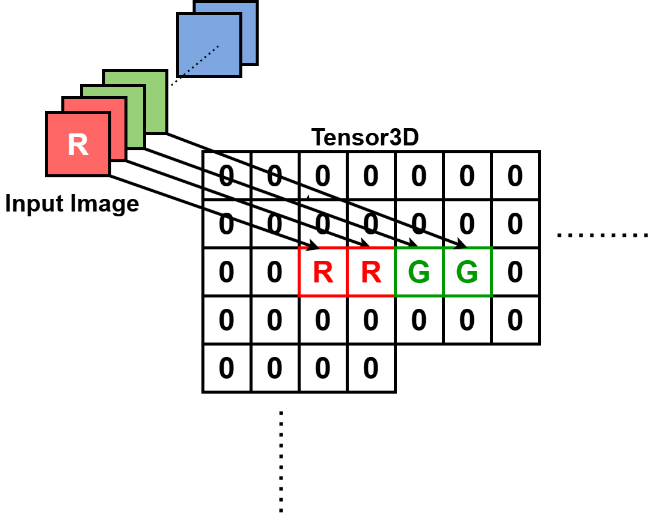 R
Input Image
Tensor3D
0 0 0 0 0 0 0
0 0 0 0 0 0 0
0 0 R R G G 0
0 0 0 0 0 0 0
0 0 0 0